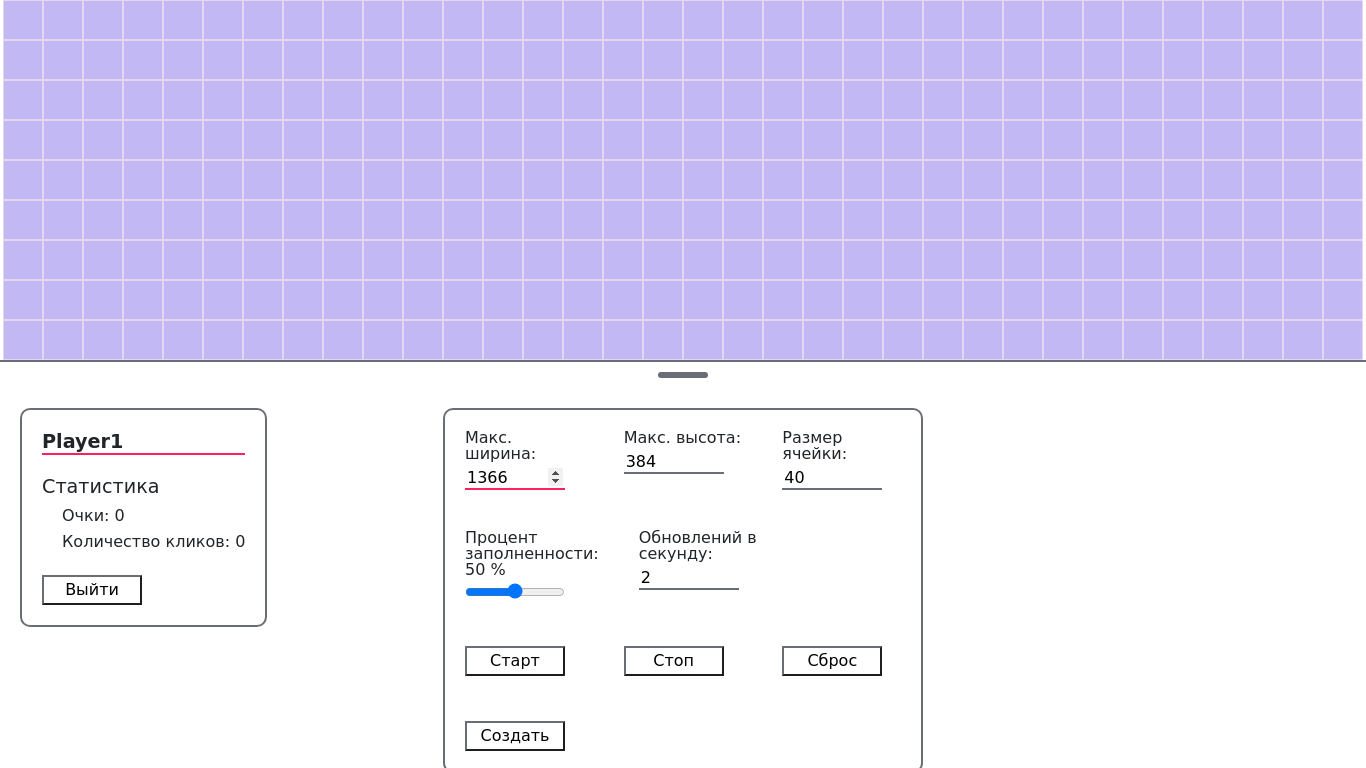 Player1
Статистика
Очки: 0
Количество кликов: 0
Выйти
Макс.
ширина:
1366
Макс. высота:
384
Размер
ячейки:
40
Процент
заполненности:
50 %
Обновлений в
секунду:
2
Старт
Стоп
Сброс
Создать